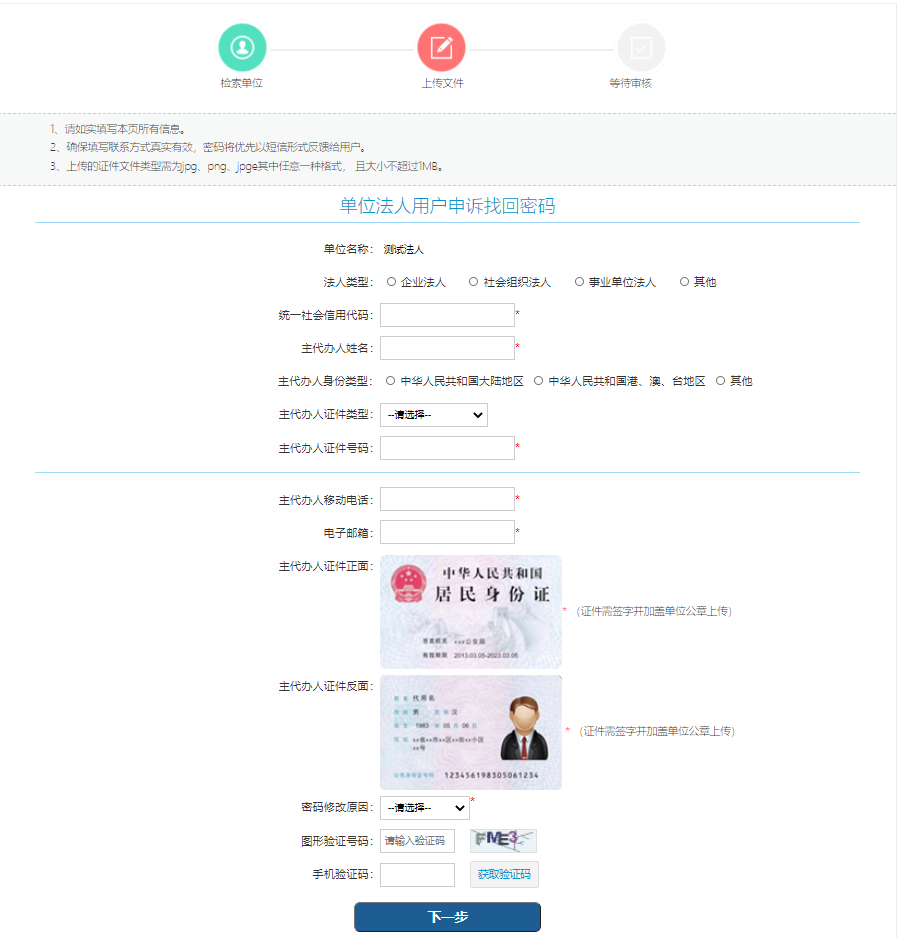 检索单位
上传文件
等待审核
1、请如实填写本页所有信息。
2、确保填写联系方式真实有效，密码将优先以短信形式反馈给用户。
3、上传的证件文件类型需为jpg、png、jpge其中任意一种格式， 且大小不超过1MB。
单位法人用户申诉找回密码
单位名称： 测试法人
法人类型： 企业法人 社会组织法人 事业单位法人 其他
统一社会信用代码： *
主代办人姓名： *
主代办人身份类型： 中华人民共和国大陆地区 中华人民共和国港、澳、台地区 其他
主代办人证件类型： --请选择--
主代办人证件号码： *
主代办人移动电话： *
电子邮箱： *
主代办人证件正面：
中华人民共和国
居民身份证
签发机关 xxx公安局
有效期限 2013.03.05-2023.03.05
* （证件需签字并加盖单位公章上传）
主代办人证件反面：
姓名 代用名
性别 男 民族 汉
出生 1983 年 05 月 06 日
住址 xx省xx市xx区xx街xx小区
xx号
公民身份证号码 123456198305061234
* （证件需签字并加盖单位公章上传）
密码修改原因： --请选择-- *
图形验证号码： 请输入验证码 FME3
手机验证码： 获取验证码
下一步